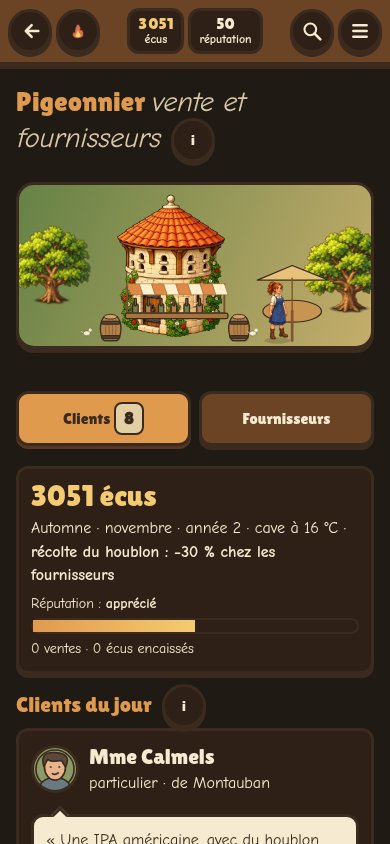 3051
écus
50
réputation
Pigeonnier vente et
fournisseurs i
Clients 8
Fournisseurs
3051 écus
Automne · novembre · année 2 · cave à 16 °C ·
récolte du houblon : -30 % chez les
fournisseurs
Réputation : apprécié
0 ventes · 0 écus encaissés
Clients du jour i
Mme Calmels
particulier · de Montauban
« Une IPA américaine, avec du houblon